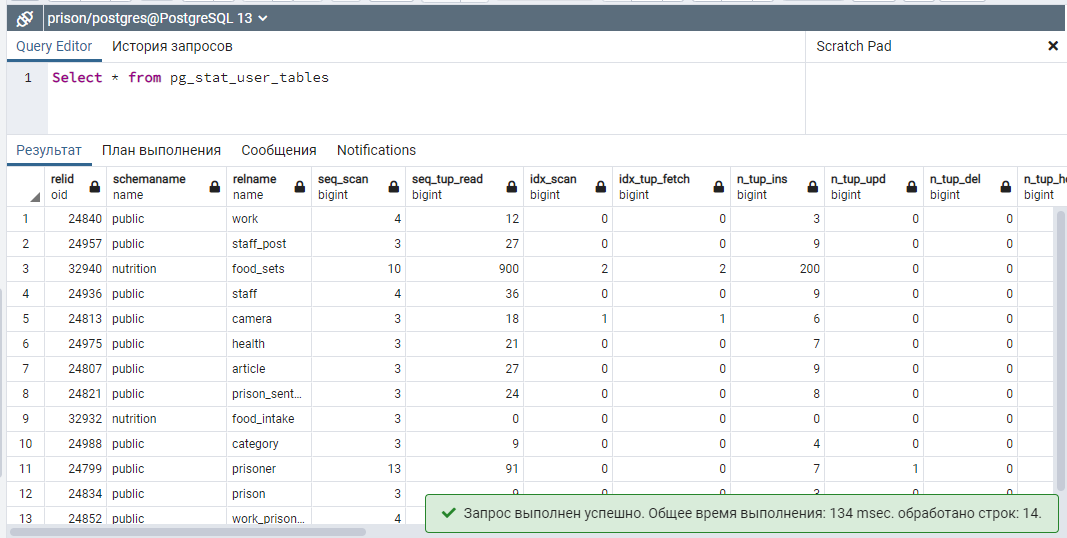 prison/postgres@PostgreSQL 13
Query Editor История запросов Scratch Pad
1 Select * from pg_stat_user_tables
Результат План выполнения Сообщения Notifications
relid schemaname relname seq_scan seq_tup_read idx_scan idx_tup_fetch n_tup_ins n_tup_upd n_tup_del n_tup_ho
oid name name bigint bigint bigint bigint bigint bigint bigint bigint
1 24840 public work 4 12 0 0 3 0 0
2 24957 public staff_post 3 27 0 0 9 0 0
3 32940 nutrition food_sets 10 900 2 2 200 0 0
4 24936 public staff 4 36 0 0 9 0 0
5 24813 public camera 3 18 1 1 6 0 0
6 24975 public health 3 21 0 0 7 0 0
7 24807 public article 3 27 0 0 9 0 0
8 24821 public prison_sent... 3 24 0 0 8 0 0
9 32932 nutrition food_intake 3 0 0 0 0 0 0
10 24988 public category 3 9 0 0 4 0 0
11 24799 public prisoner 13 91 0 0 7 1 0
12 24834 public prison 3 9 0 0 3 0 0
13 24852 public work_prison... 4
Запрос выполнен успешно. Общее время выполнения: 134 msec. обработано строк: 14.